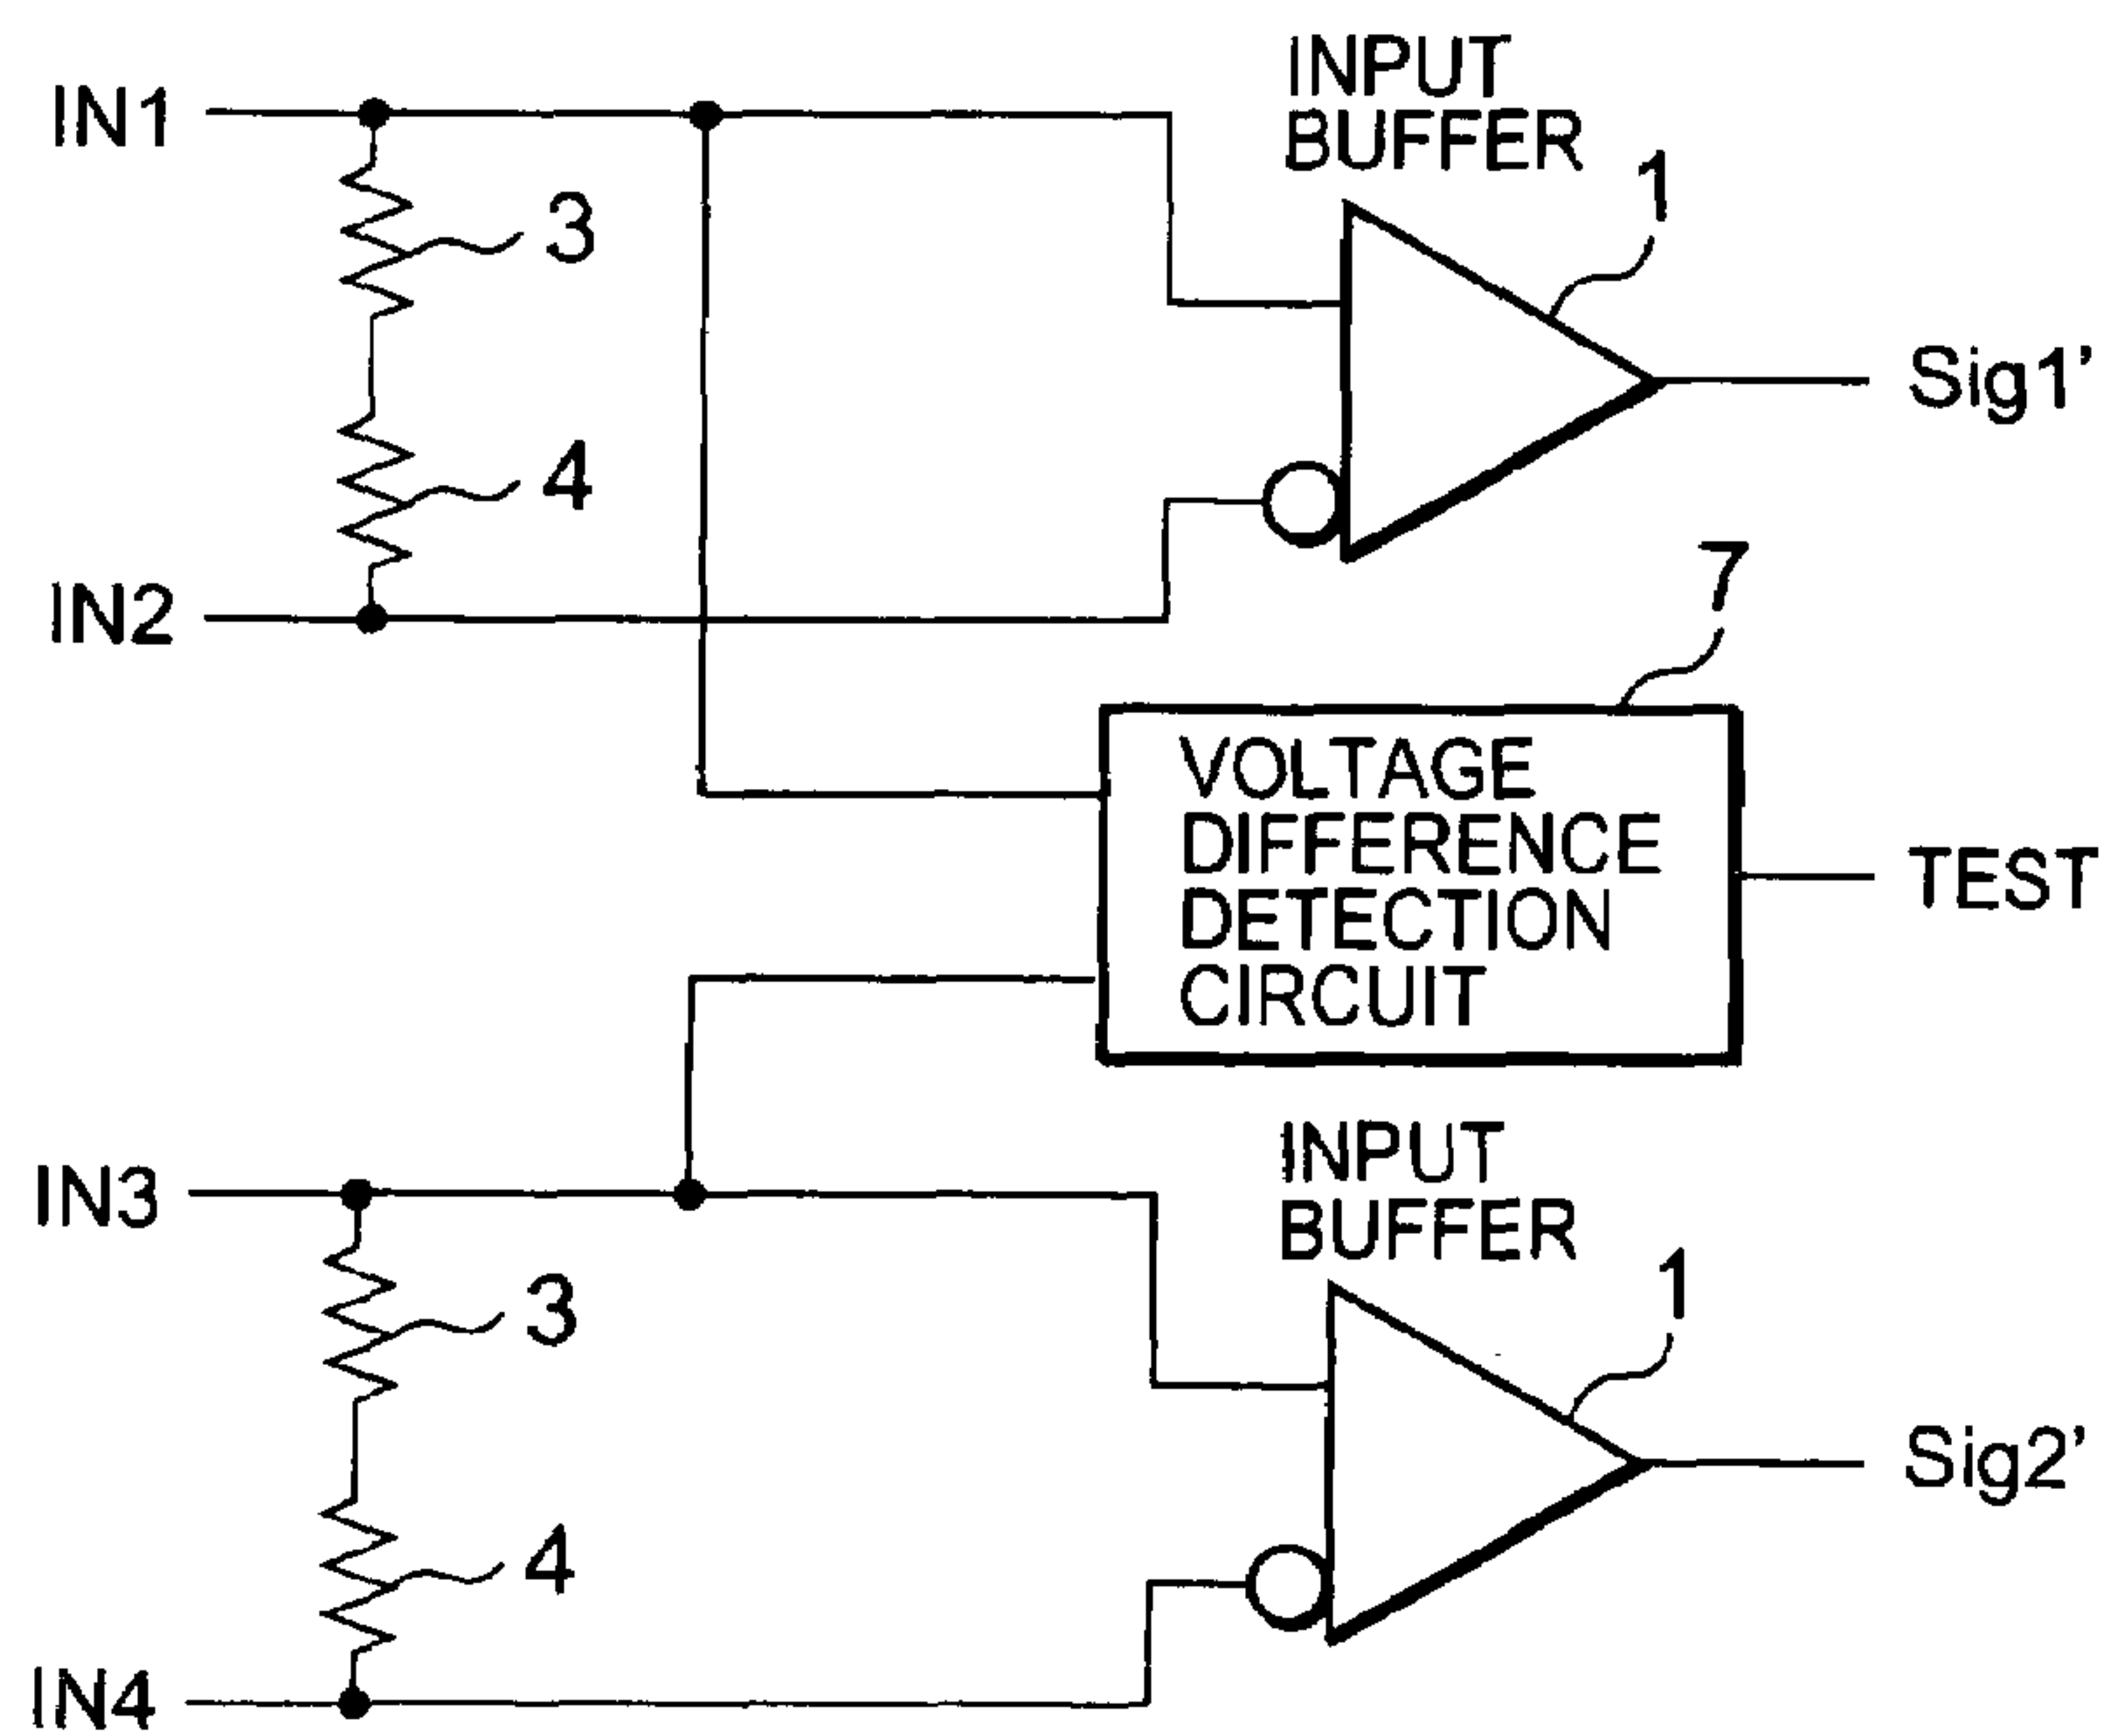 INPUT
BUFFER
IN1
1
3
Sig1’
4
7
IN2
VOLTAGE
DIFFERENCE
DETECTION
CIRCUIT
TEST
INPUT
BUFFER
IN3
1
3
Sig2’
4
IN4